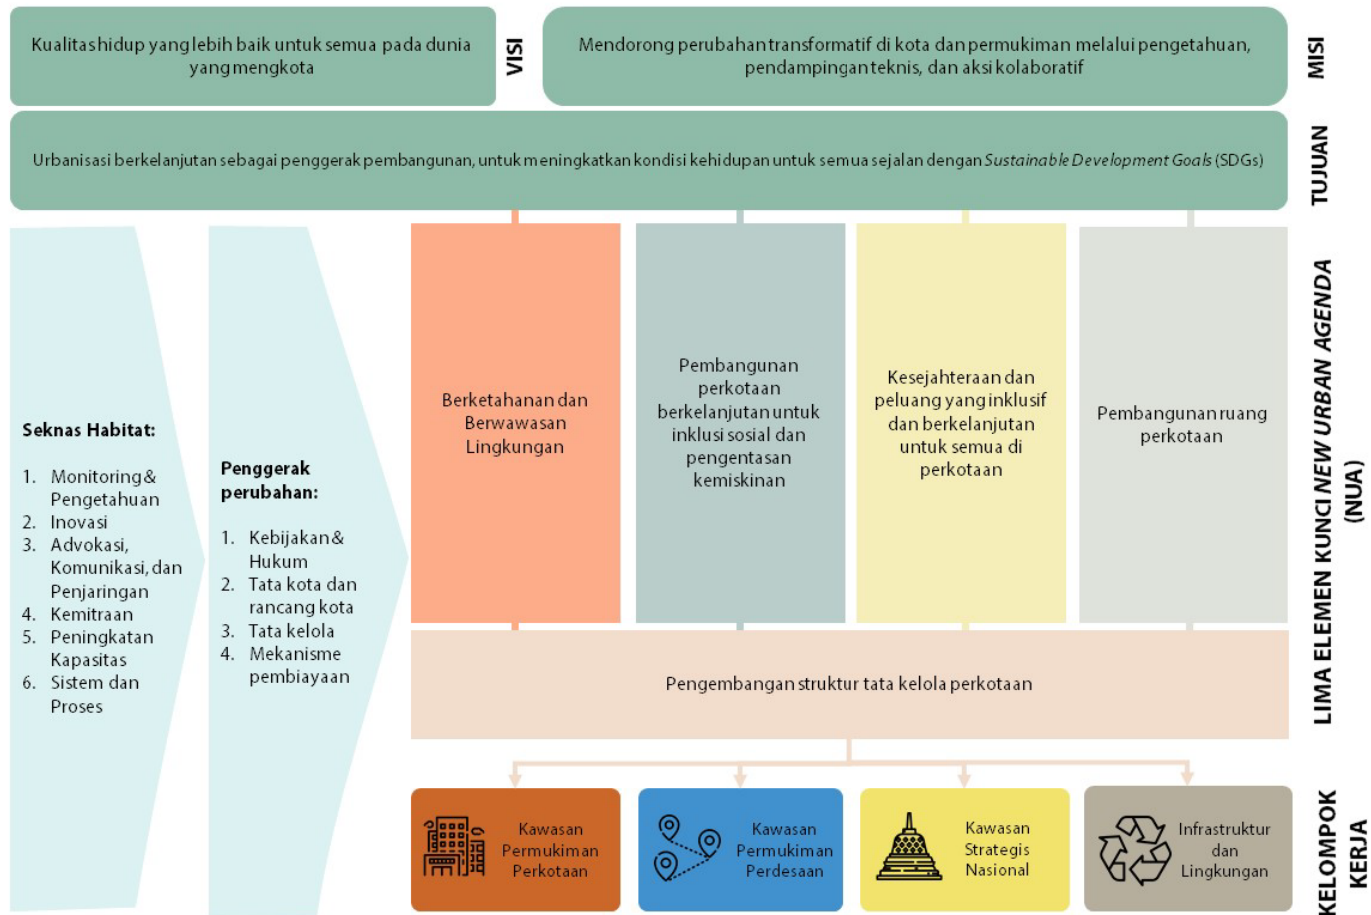 Kualitas hidup yang lebih baik untuk semua pada dunia
yang mengkota
VISI
Mendorong perubahan transformatif di kota dan permukiman melalui pengetahuan,
pendampingan teknis, dan aksi kolaboratif
MISI
Urbanisasi berkelanjutan sebagai penggerak pembangunan, untuk meningkatkan kondisi kehidupan untuk semua sejalan dengan Sustainable Development Goals (SDGs)
TUJUAN
Seknas Habitat:
1. Monitoring &
Pengetahuan
2. Inovasi
3. Advokasi,
Komunikasi, dan
Penjaringan
4. Kemitraan
5. Peningkatan
Kapasitas
6. Sistem dan
Proses
Penggerak
perubahan:
1. Kebijakan &
Hukum
2. Tata kota dan
rancang kota
3. Tata kelola
4. Mekanisme
pembiayaan
Berketahanan dan
Berwawasan
Lingkungan
Pembangunan
perkotaan
berkelanjutan untuk
inklusi sosial dan
pengentasan
kemiskinan
Kesejahteraan dan
peluang yang inklusif
dan berkelanjutan
untuk semua di
perkotaan
Pembangunan ruang
perkotaan
Pengembangan struktur tata kelola perkotaan
LIMA ELEMEN KUNCI NEW URBAN AGENDA
(NUA)
Kawasan
Permukiman
Perkotaan
Kawasan
Permukiman
Perdesaan
Kawasan
Strategis
Nasional
Infrastruktur
dan
Lingkungan
KELOMPOK
KERJA